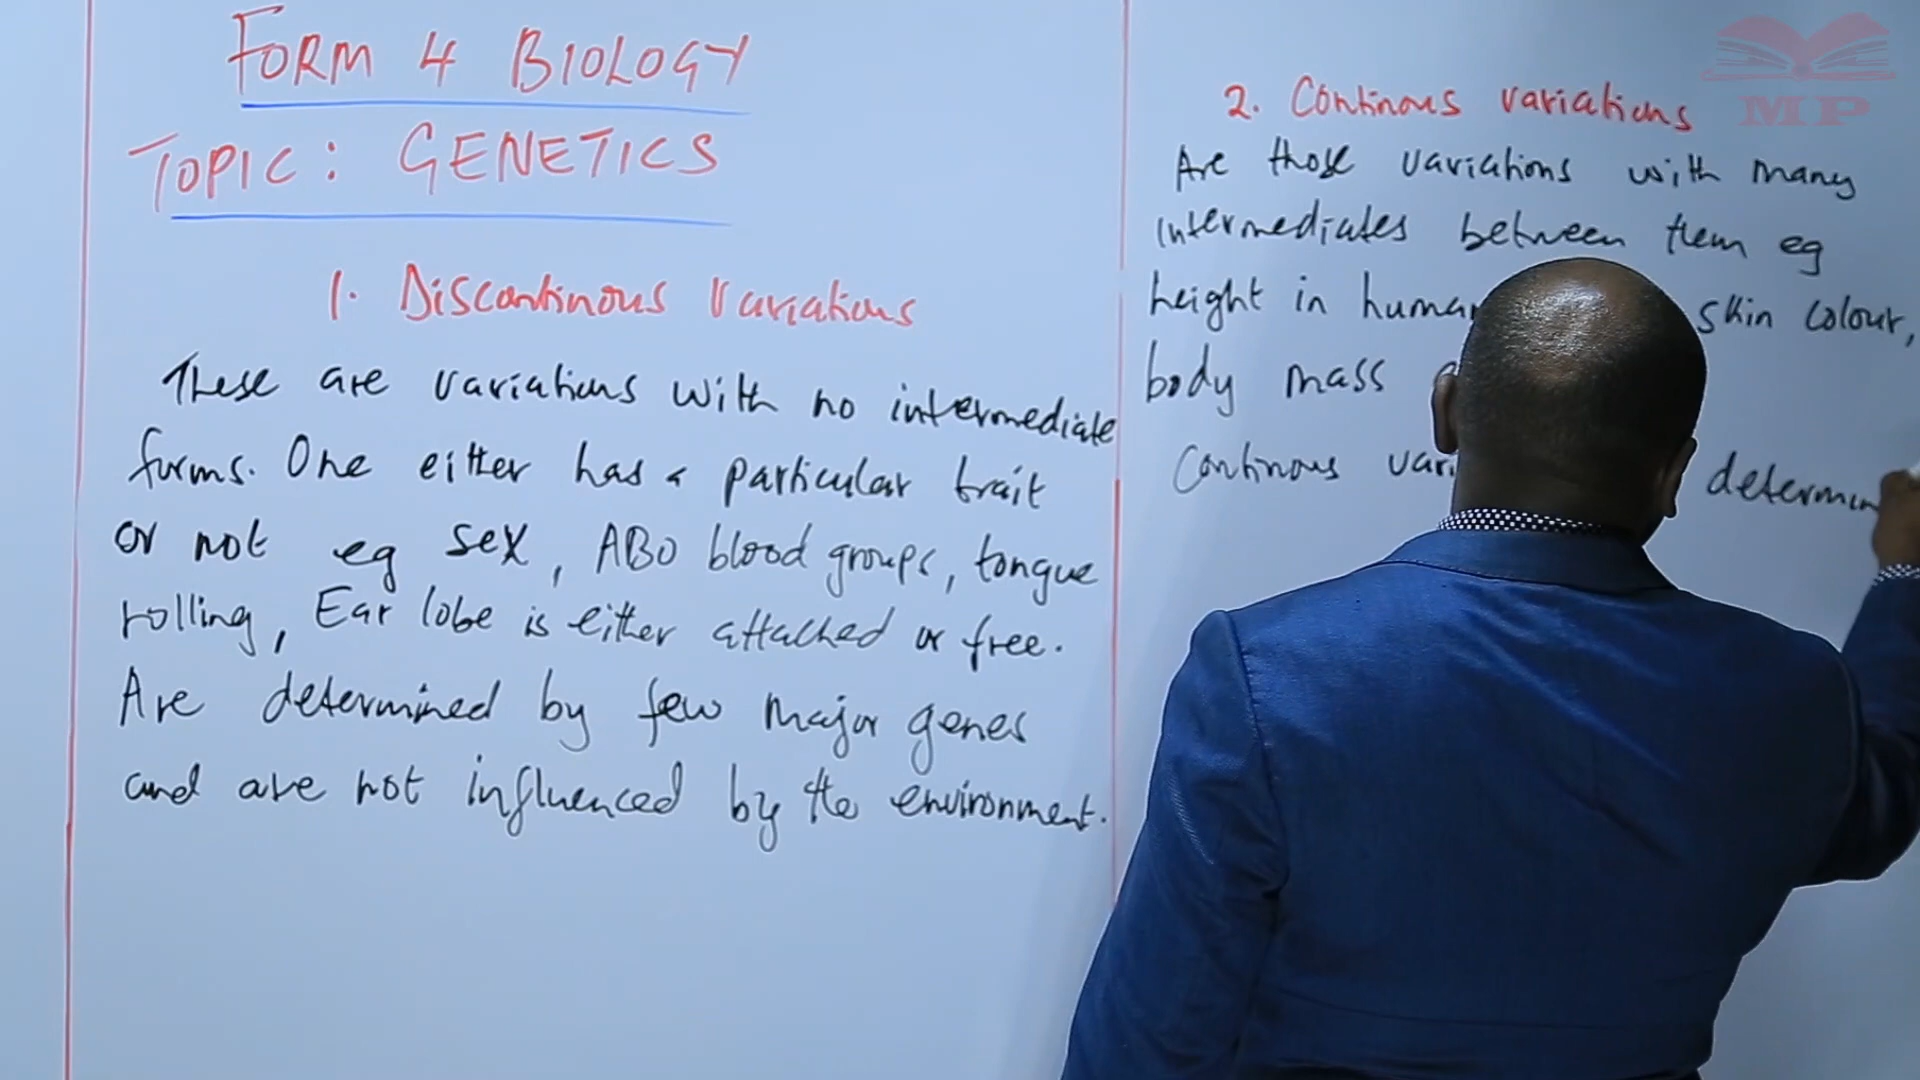 FORM 4 BIOLOGY
TOPIC: GENETICS
1. Discontinous Variations
These are variations with no intermediate
forms. One either has a particular trait
or not eg sex, ABO blood groups, tongue
rolling, Ear lobe is either attached or free.
Are determined by few major genes
and are not influenced by the environment.
2. Continous variations
Are those variations with many
intermediates between them eg
height in human skin colour,
body mass
Continous vari determin
MP